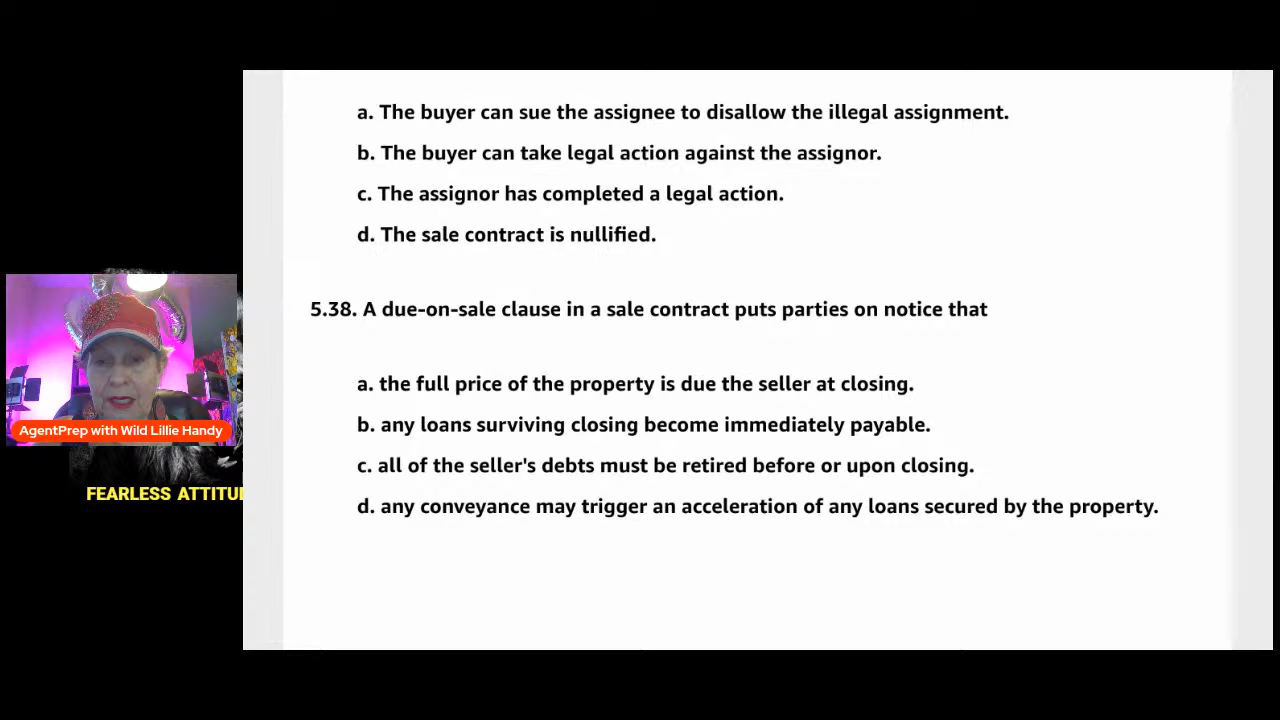 a. The buyer can sue the assignee to disallow the illegal assignment.
b. The buyer can take legal action against the assignor.
c. The assignor has completed a legal action.
d. The sale contract is nullified.
5.38. A due-on-sale clause in a sale contract puts parties on notice that
a. the full price of the property is due the seller at closing.
b. any loans surviving closing become immediately payable.
c. all of the seller's debts must be retired before or upon closing.
d. any conveyance may trigger an acceleration of any loans secured by the property.
AgentPrep with Wild Lillie Handy
FEARLESS